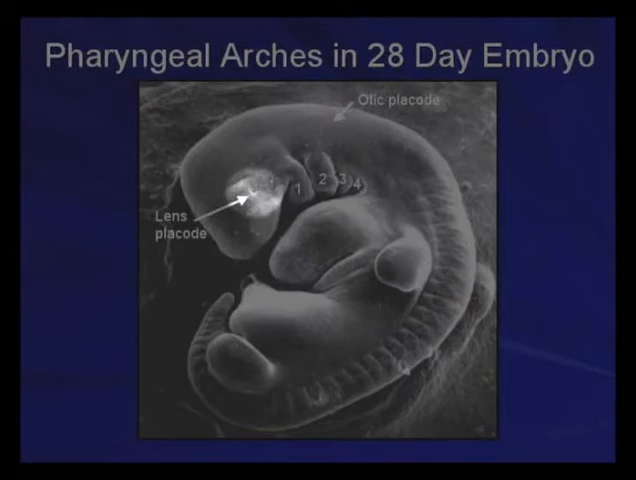 Pharyngeal Arches in 28 Day Embryo
Otic placode
1 2 3 4
Lens
placode